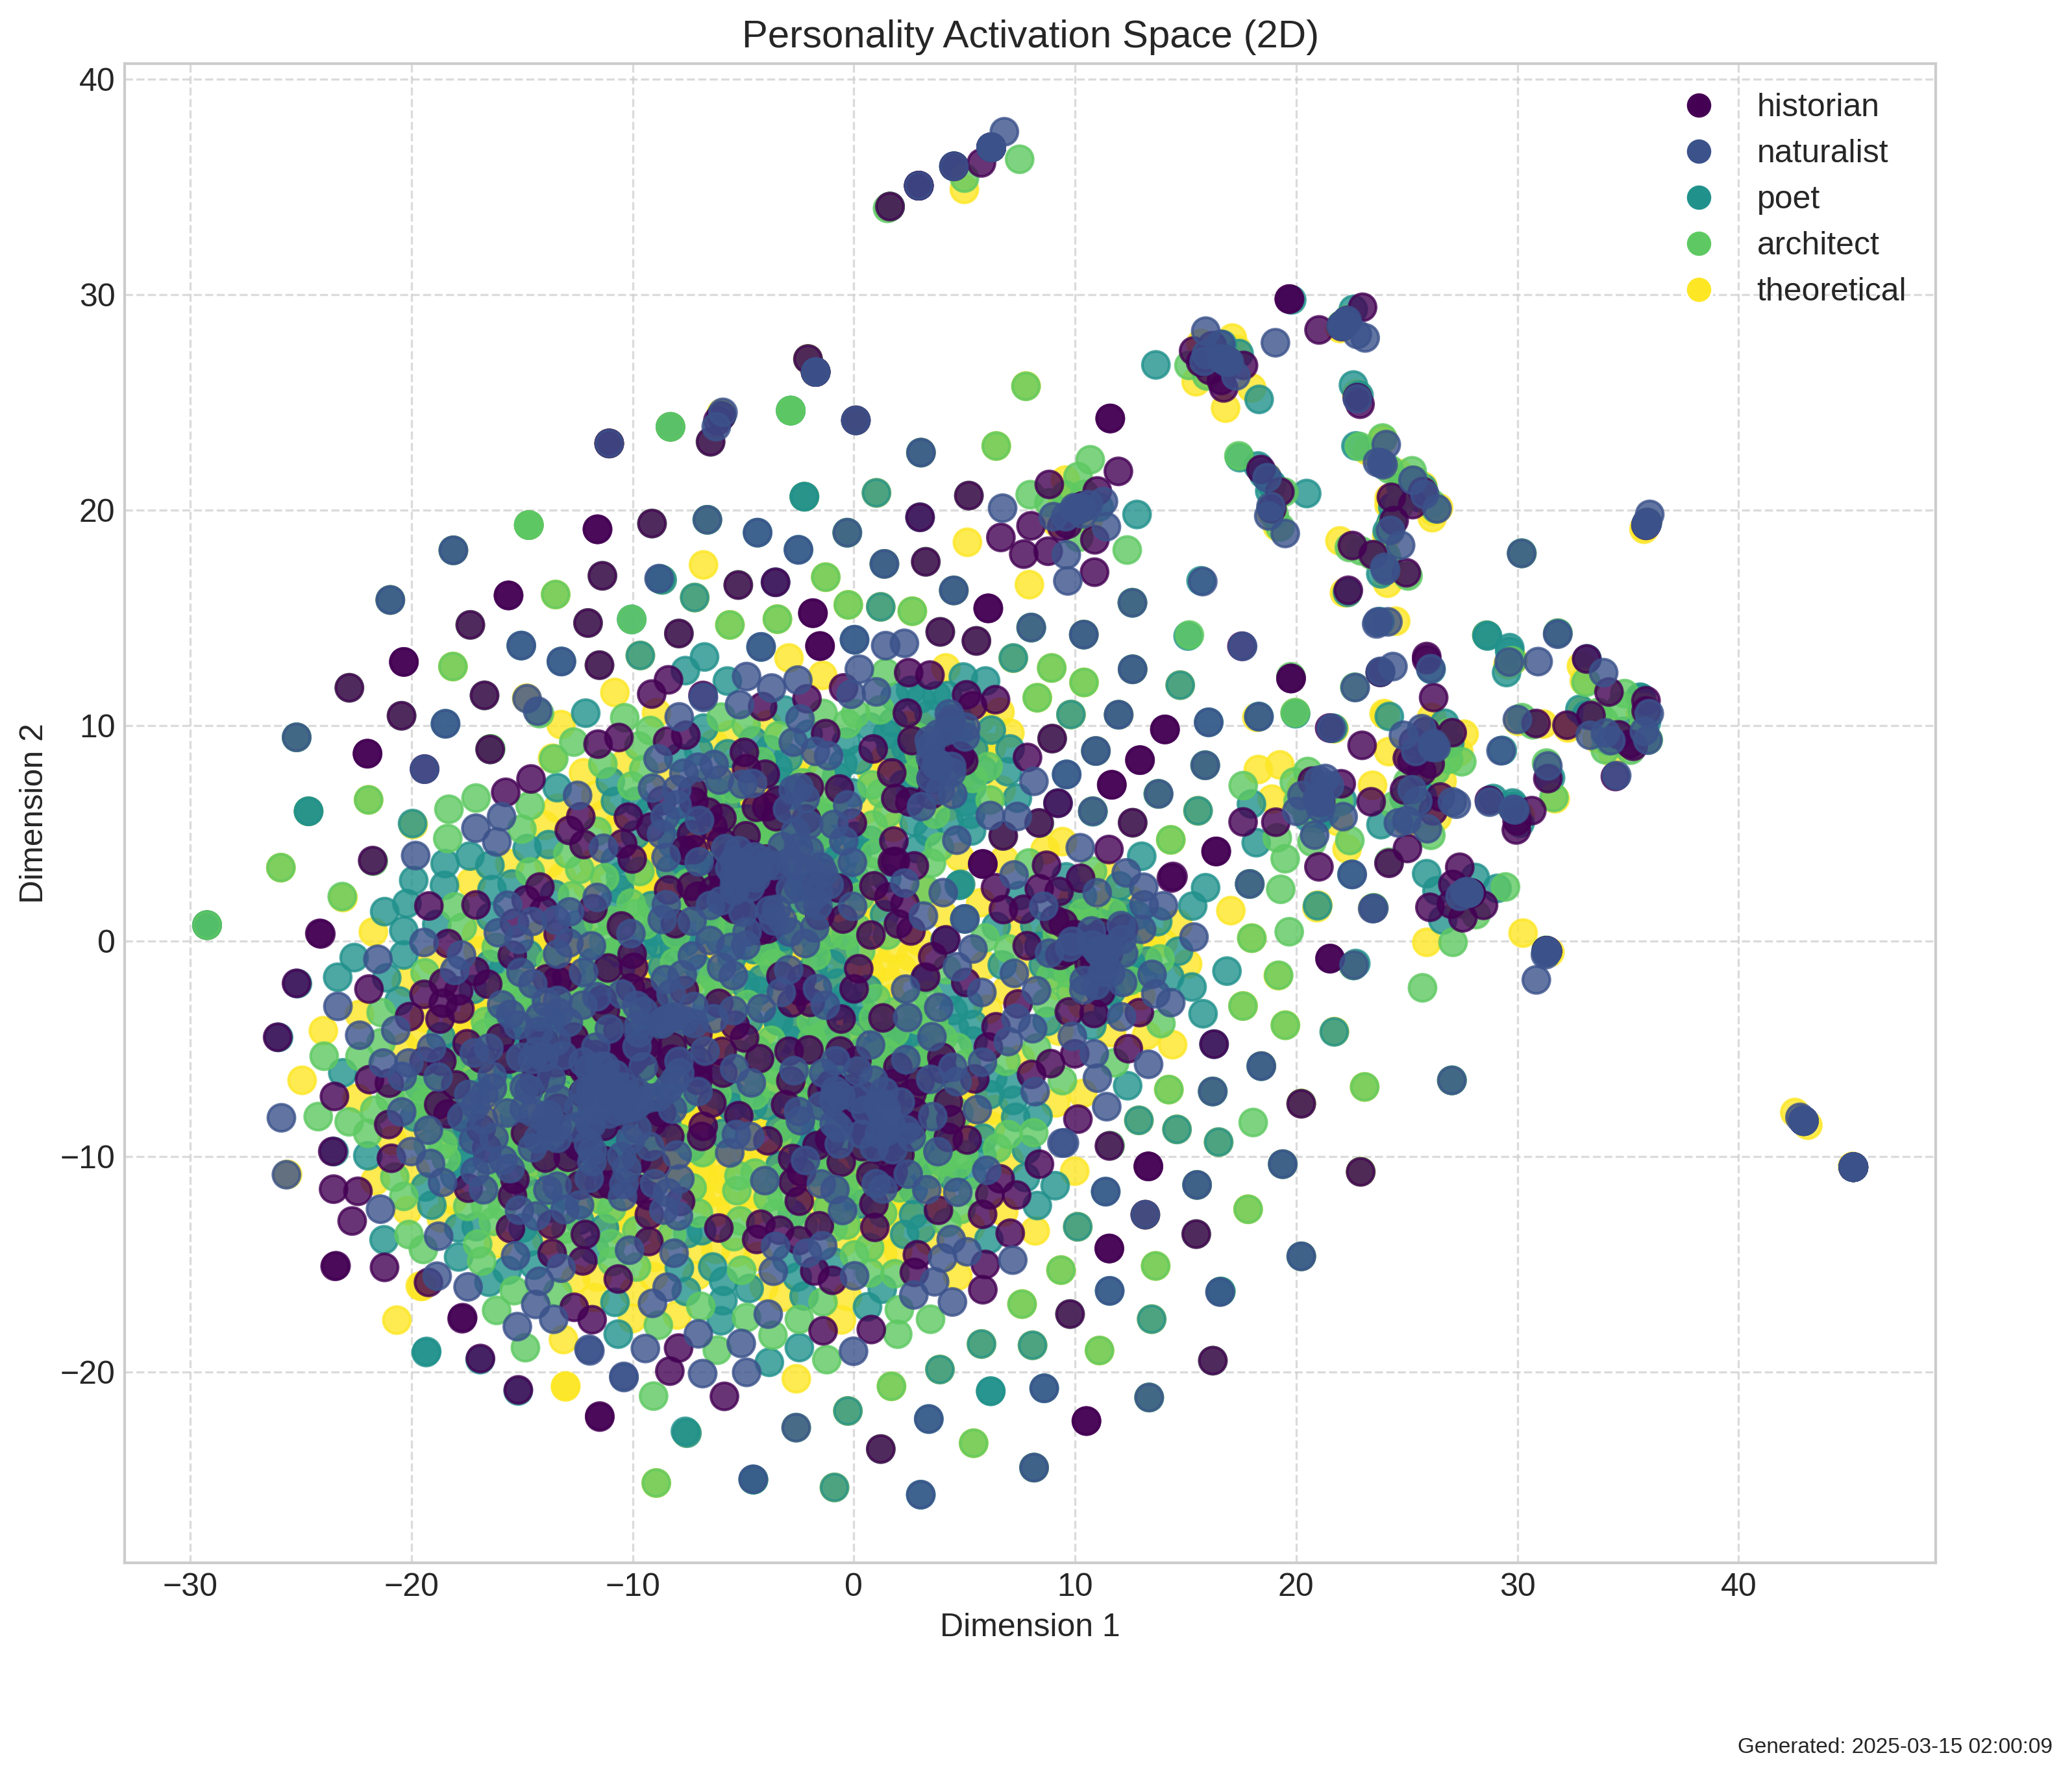 Personality Activation Space (2D)
40
30
20
10
0
−10
−20
Dimension 2
historian
naturalist
poet
architect
theoretical
−30
−20
−10
0
10
20
30
40
Dimension 1
Generated: 2025-03-15 02:00:09